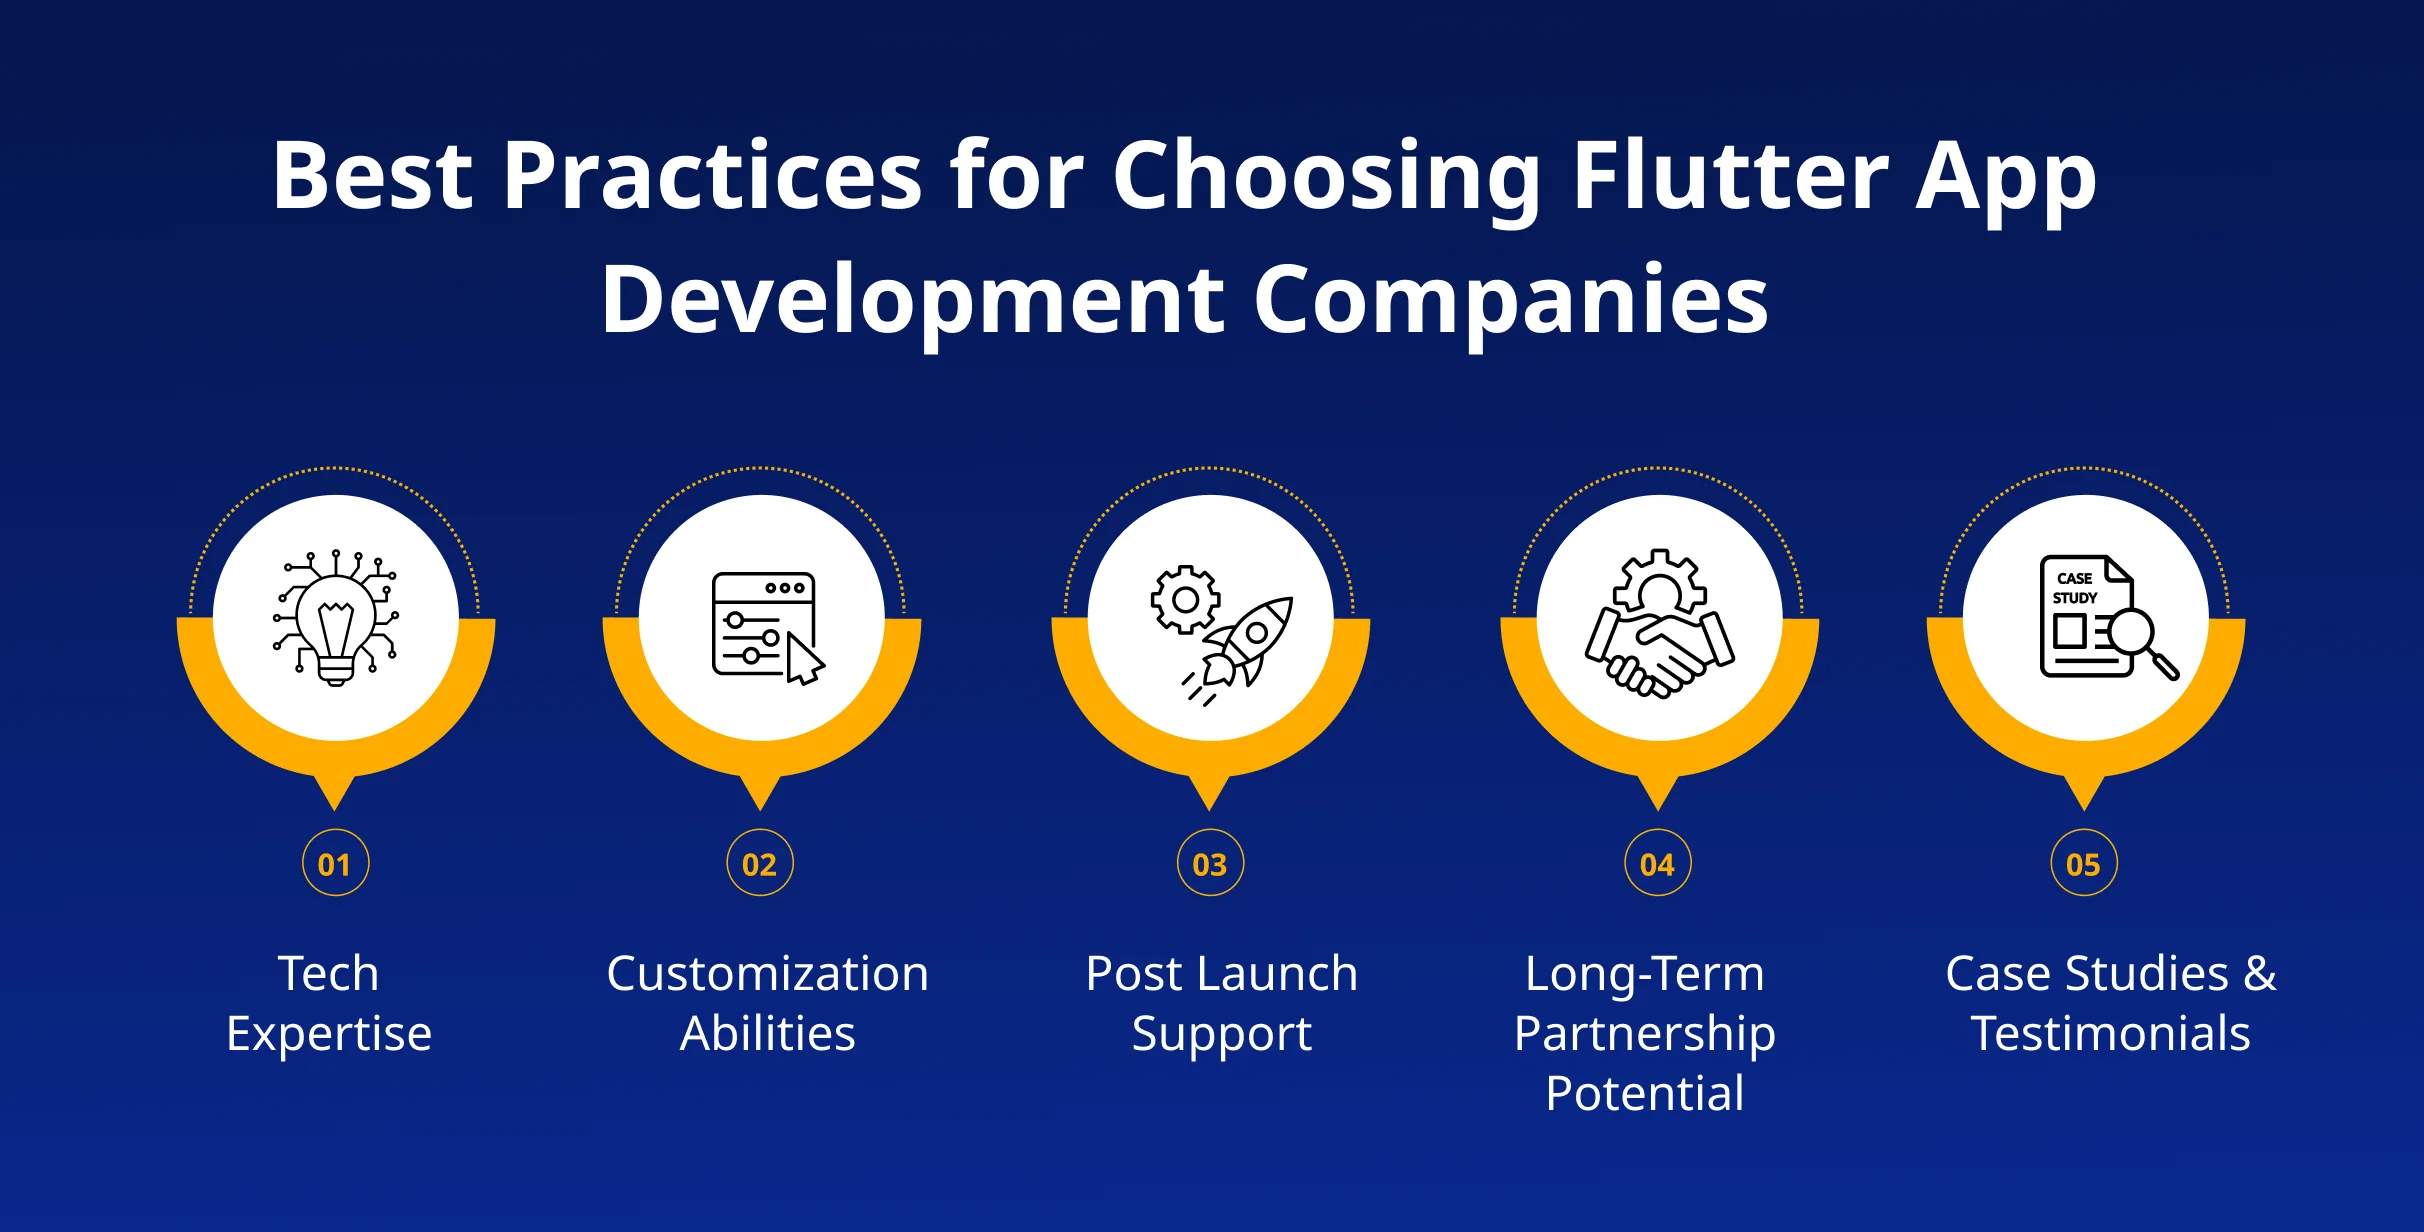 Best Practices for Choosing Flutter App
Development Companies
CASE
STUDY
01
02
03
04
05
Tech
Expertise
Customization
Abilities
Post Launch
Support
Long-Term
Partnership
Potential
Case Studies &
Testimonials